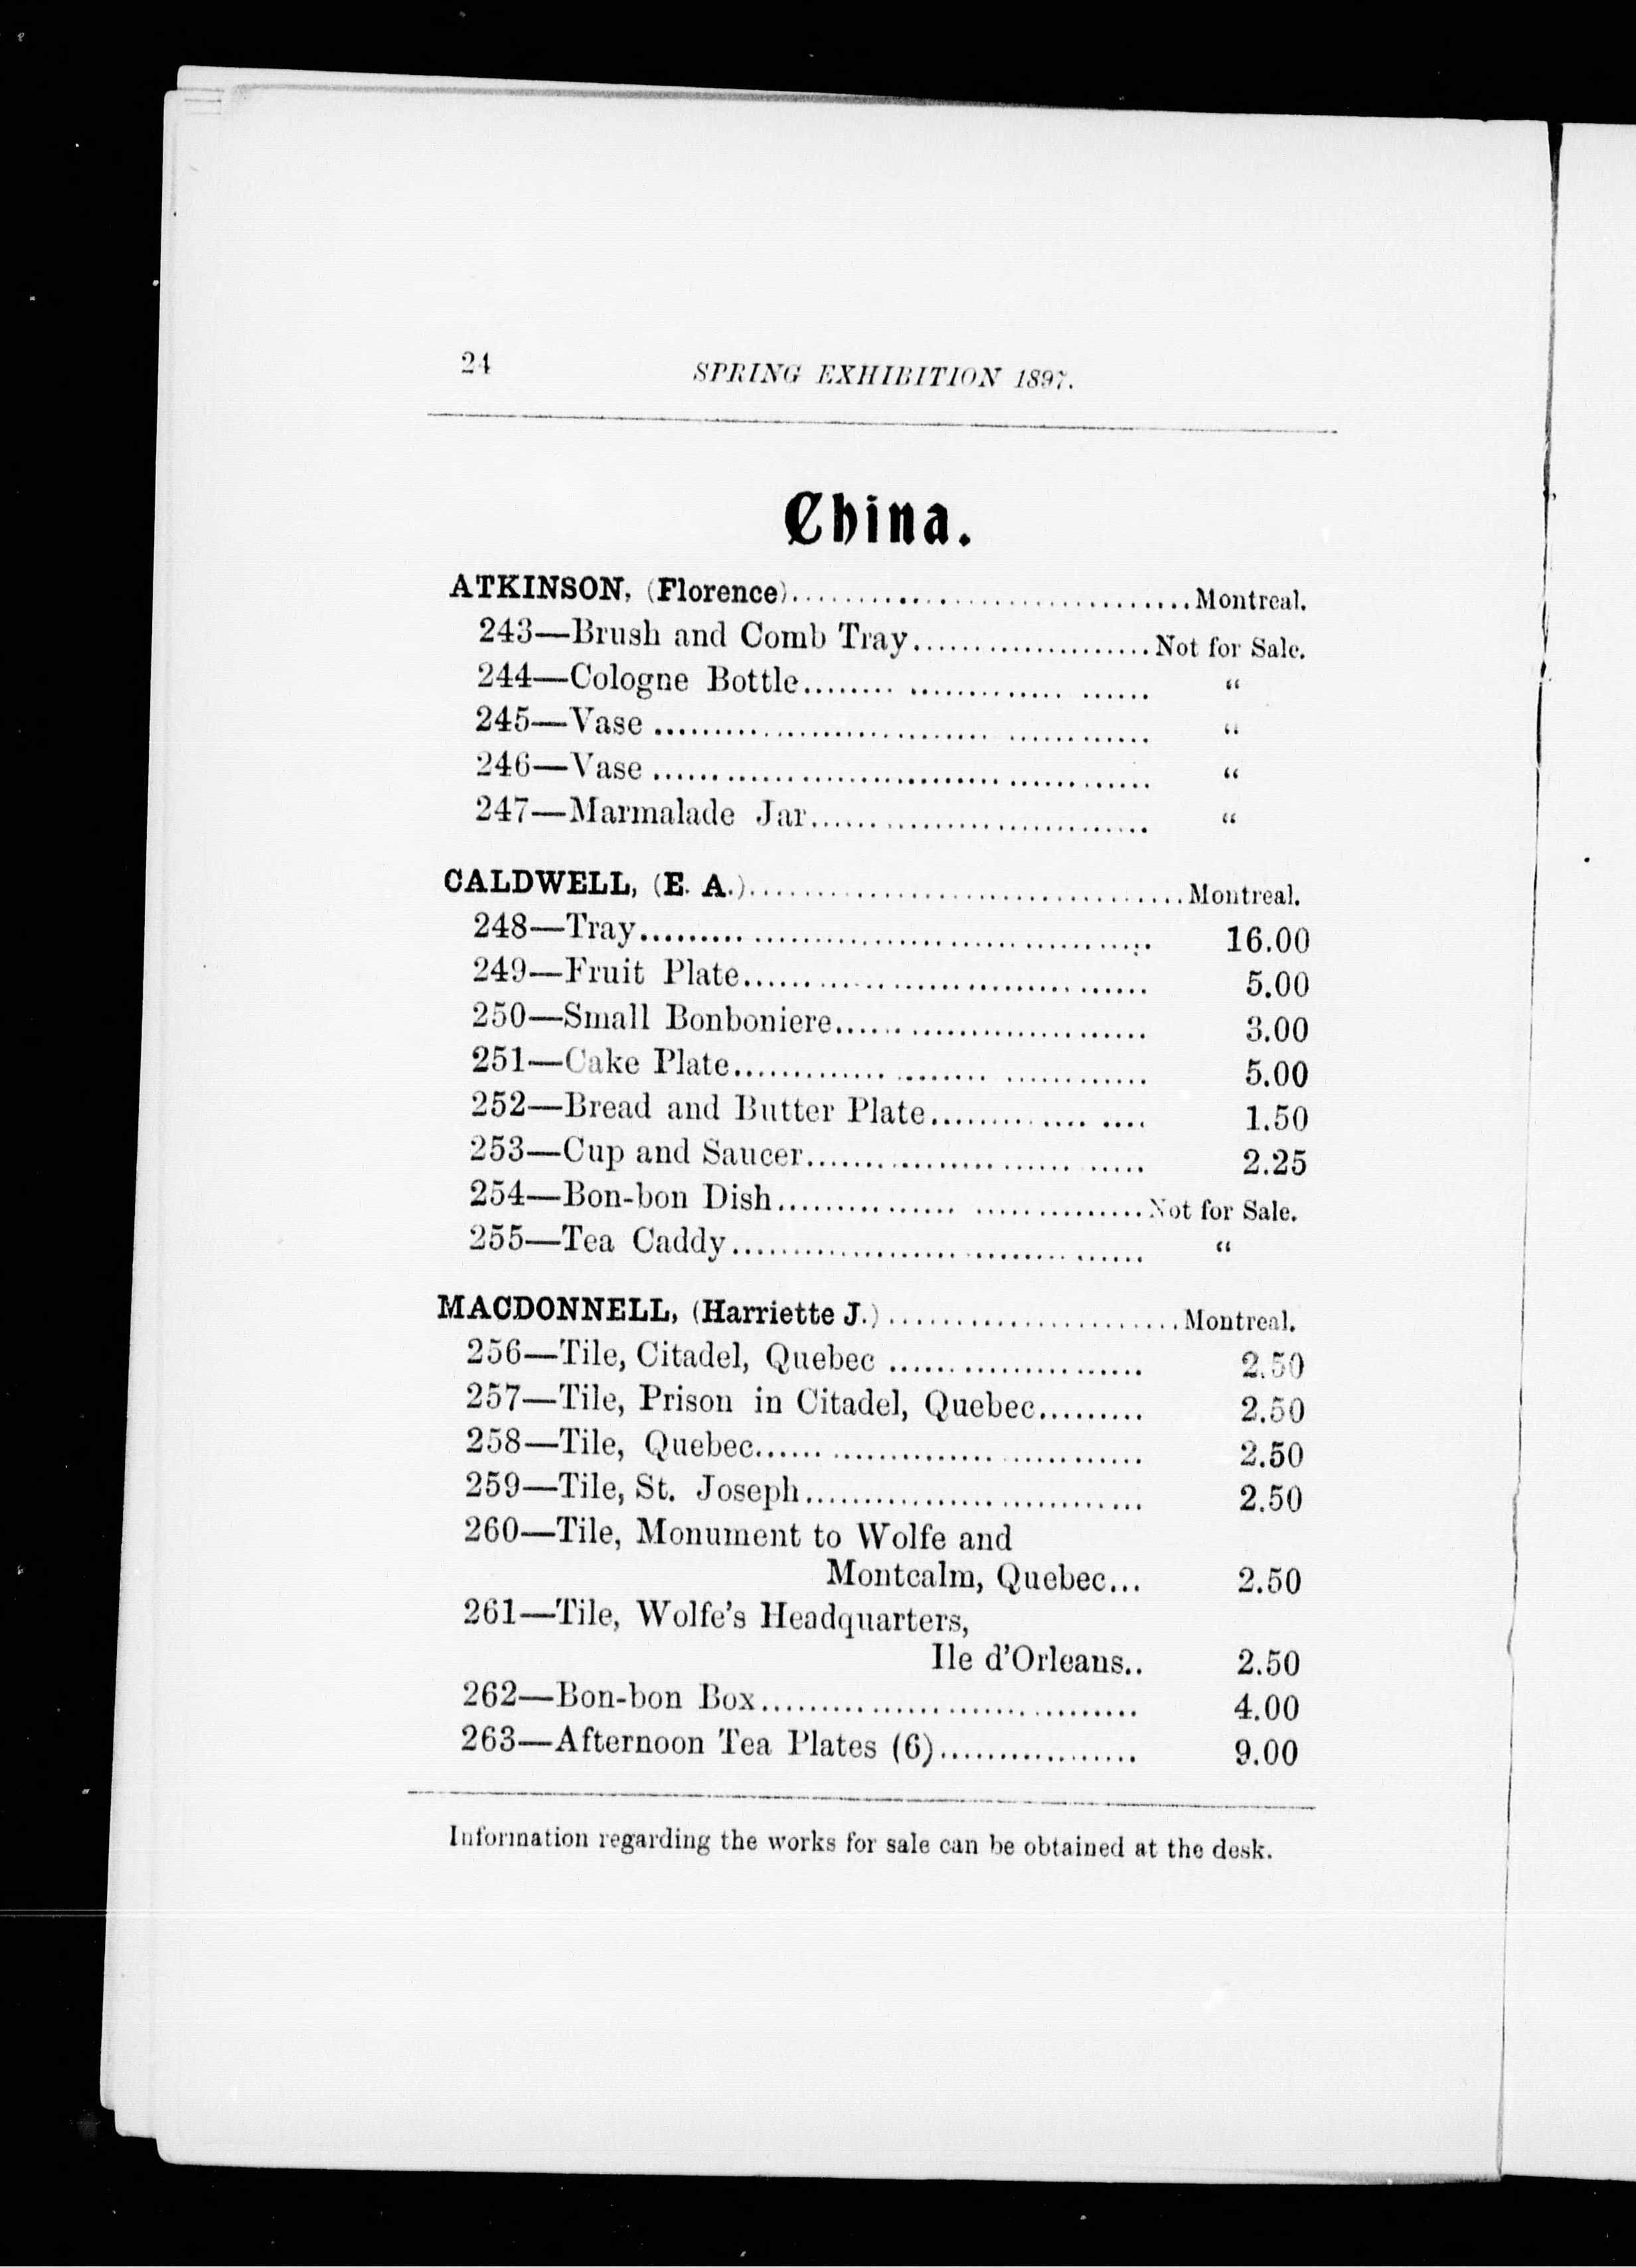 24
SPRING EXHIBITION 1897.
China.
ATKINSON, (Florence)........................................Montreal.
243—Brush and Comb Tray.....................Not for Sale.
244—Cologne Bottle............................ “
245—Vase ............................................ “
246—Vase ............................................ “
247—Marmalade Jar............................ “
CALDWELL, (E. A.)........................................Montreal.
248—Tray............................................ 16.00
249—Fruit Plate.................................. 5.00
250—Small Bonboniere.......................... 3.00
251—Cake Plate.................................. 5.00
252—Bread and Butter Plate................. 1.50
253—Cup and Saucer............................ 2.25
254—Bon-bon Dish.............................Not for Sale.
255—Tea Caddy.................................. “
MACDONNELL, (Harriette J.) ......................Montreal.
256—Tile, Citadel, Quebec ...................... 2.50
257—Tile, Prison in Citadel, Quebec......... 2.50
258—Tile, Quebec................................ 2.50
259—Tile, St. Joseph............................ 2.50
260—Tile, Monument to Wolfe and
Montcalm, Quebec... 2.50
261—Tile, Wolfe's Headquarters,
Ile d'Orleans.. 2.50
262—Bon-bon Box................................ 4.00
263—Afternoon Tea Plates (6)................. 9.00
Information regarding the works for sale can be obtained at the desk.